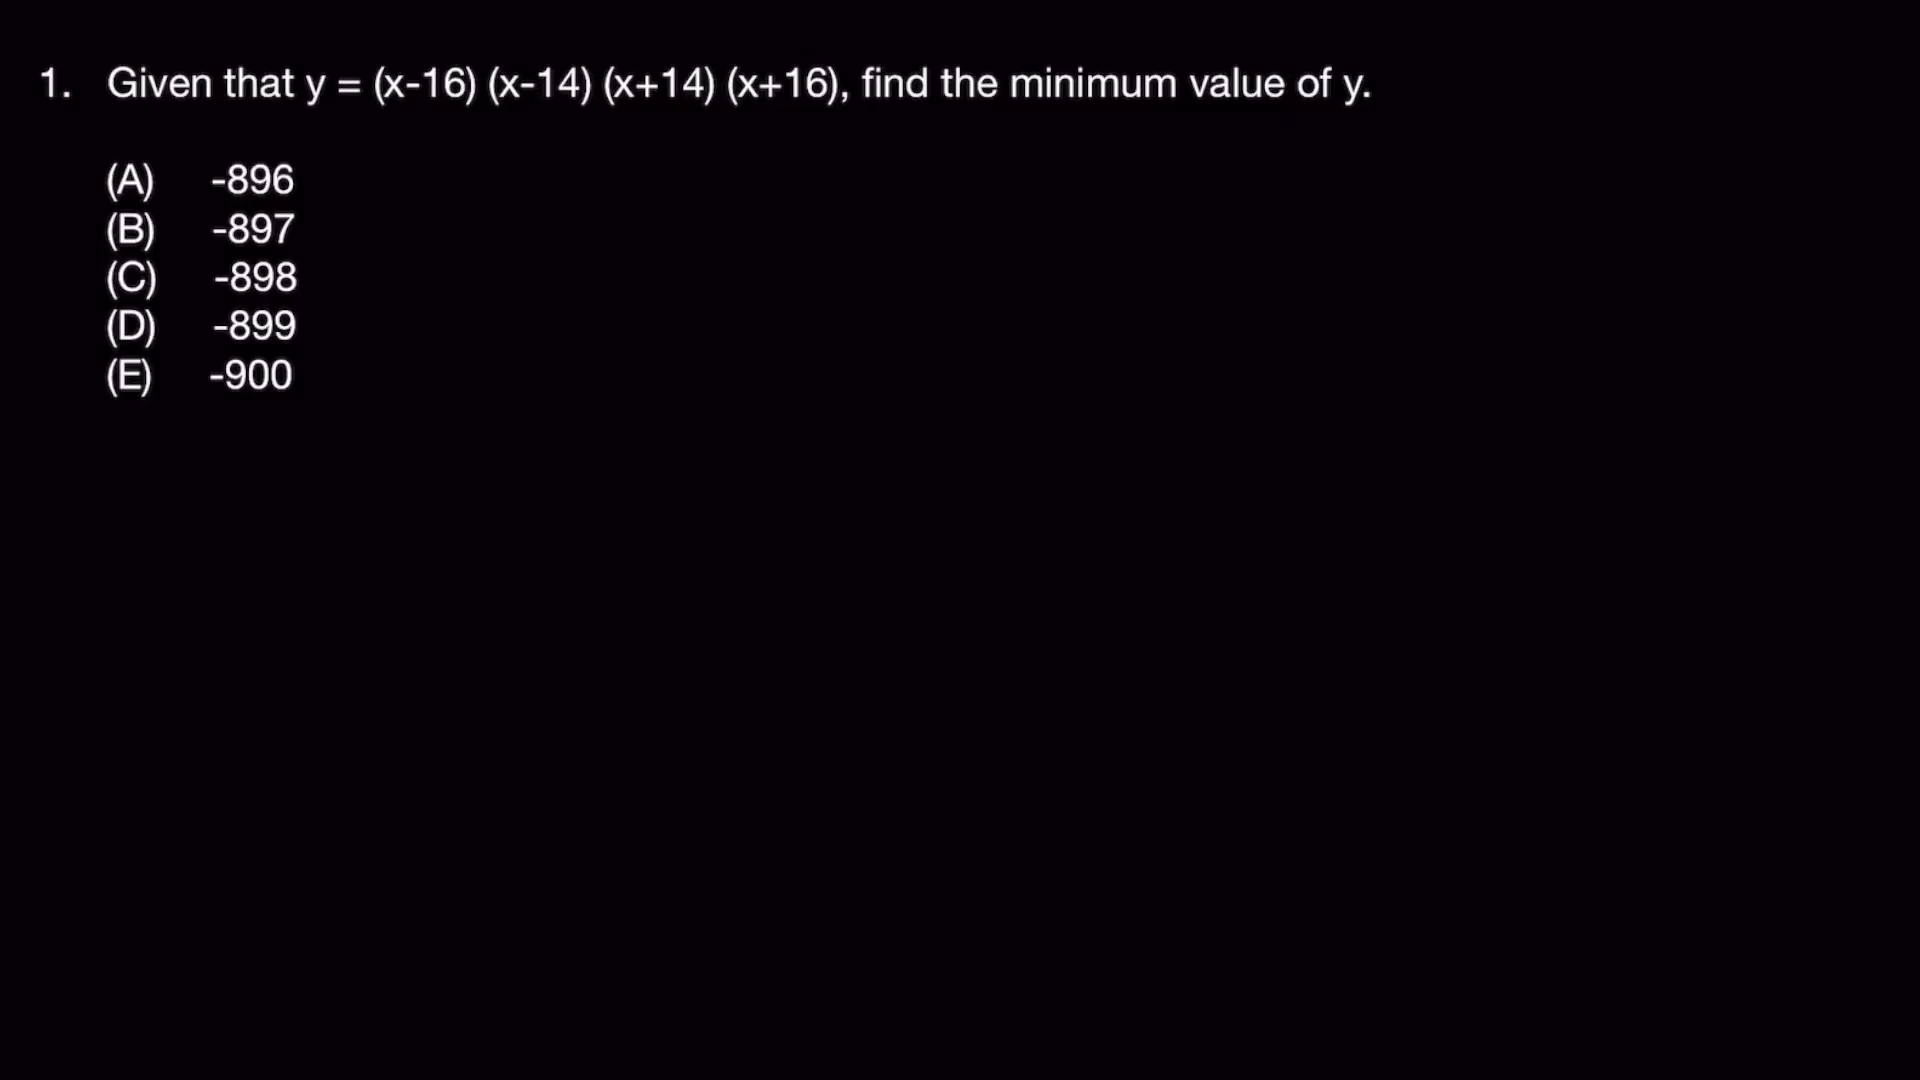 1. Given that y = (x-16) (x-14) (x+14) (x+16), find the minimum value of y.
(A) -896
(B) -897
(C) -898
(D) -899
(E) -900